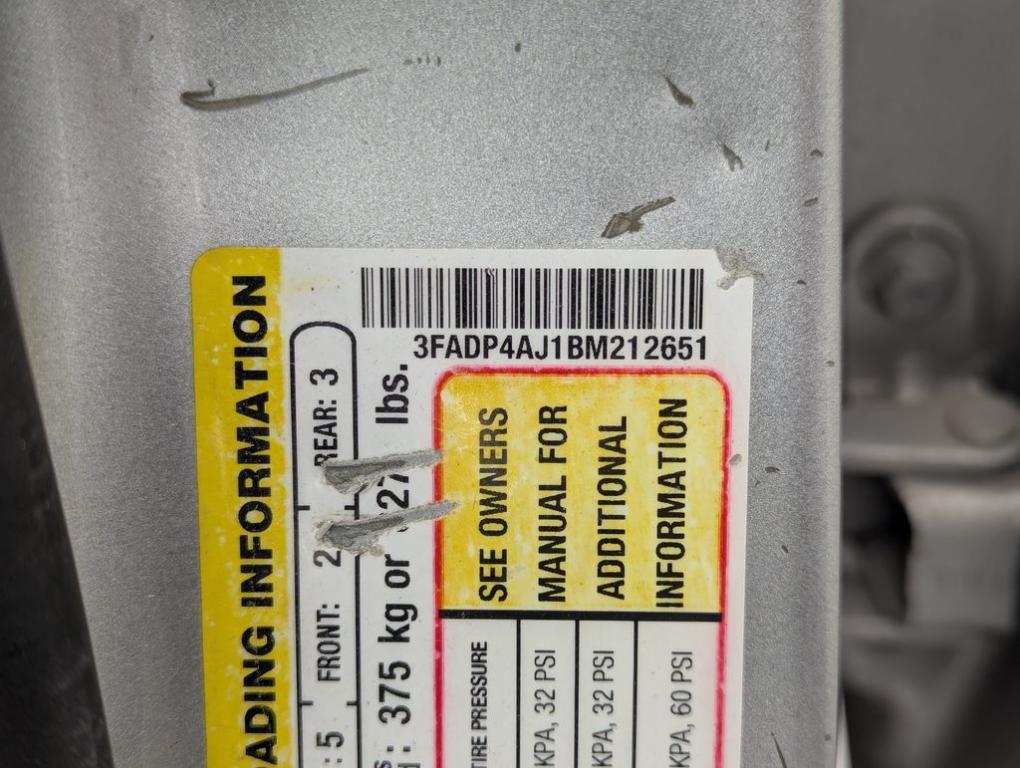 3FADP4AJ1BM212651
ADING INFORMATION
: 5 FRONT: 2 REAR: 3
: 375 kg or 27 lbs.
SEE OWNERS
MANUAL FOR
ADDITIONAL
INFORMATION
TIRE PRESSURE
KPA, 32 PSI
KPA, 32 PSI
KPA, 60 PSI